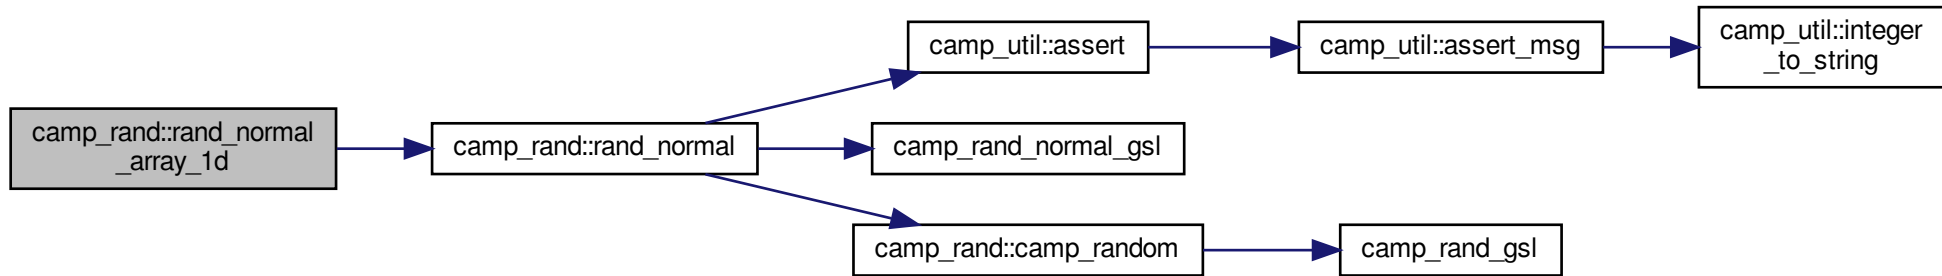 camp_rand::rand_normal
_array_1d
camp_rand::rand_normal
camp_util::assert
camp_util::assert_msg
camp_util::integer
_to_string
camp_rand_normal_gsl
camp_rand::camp_random
camp_rand_gsl